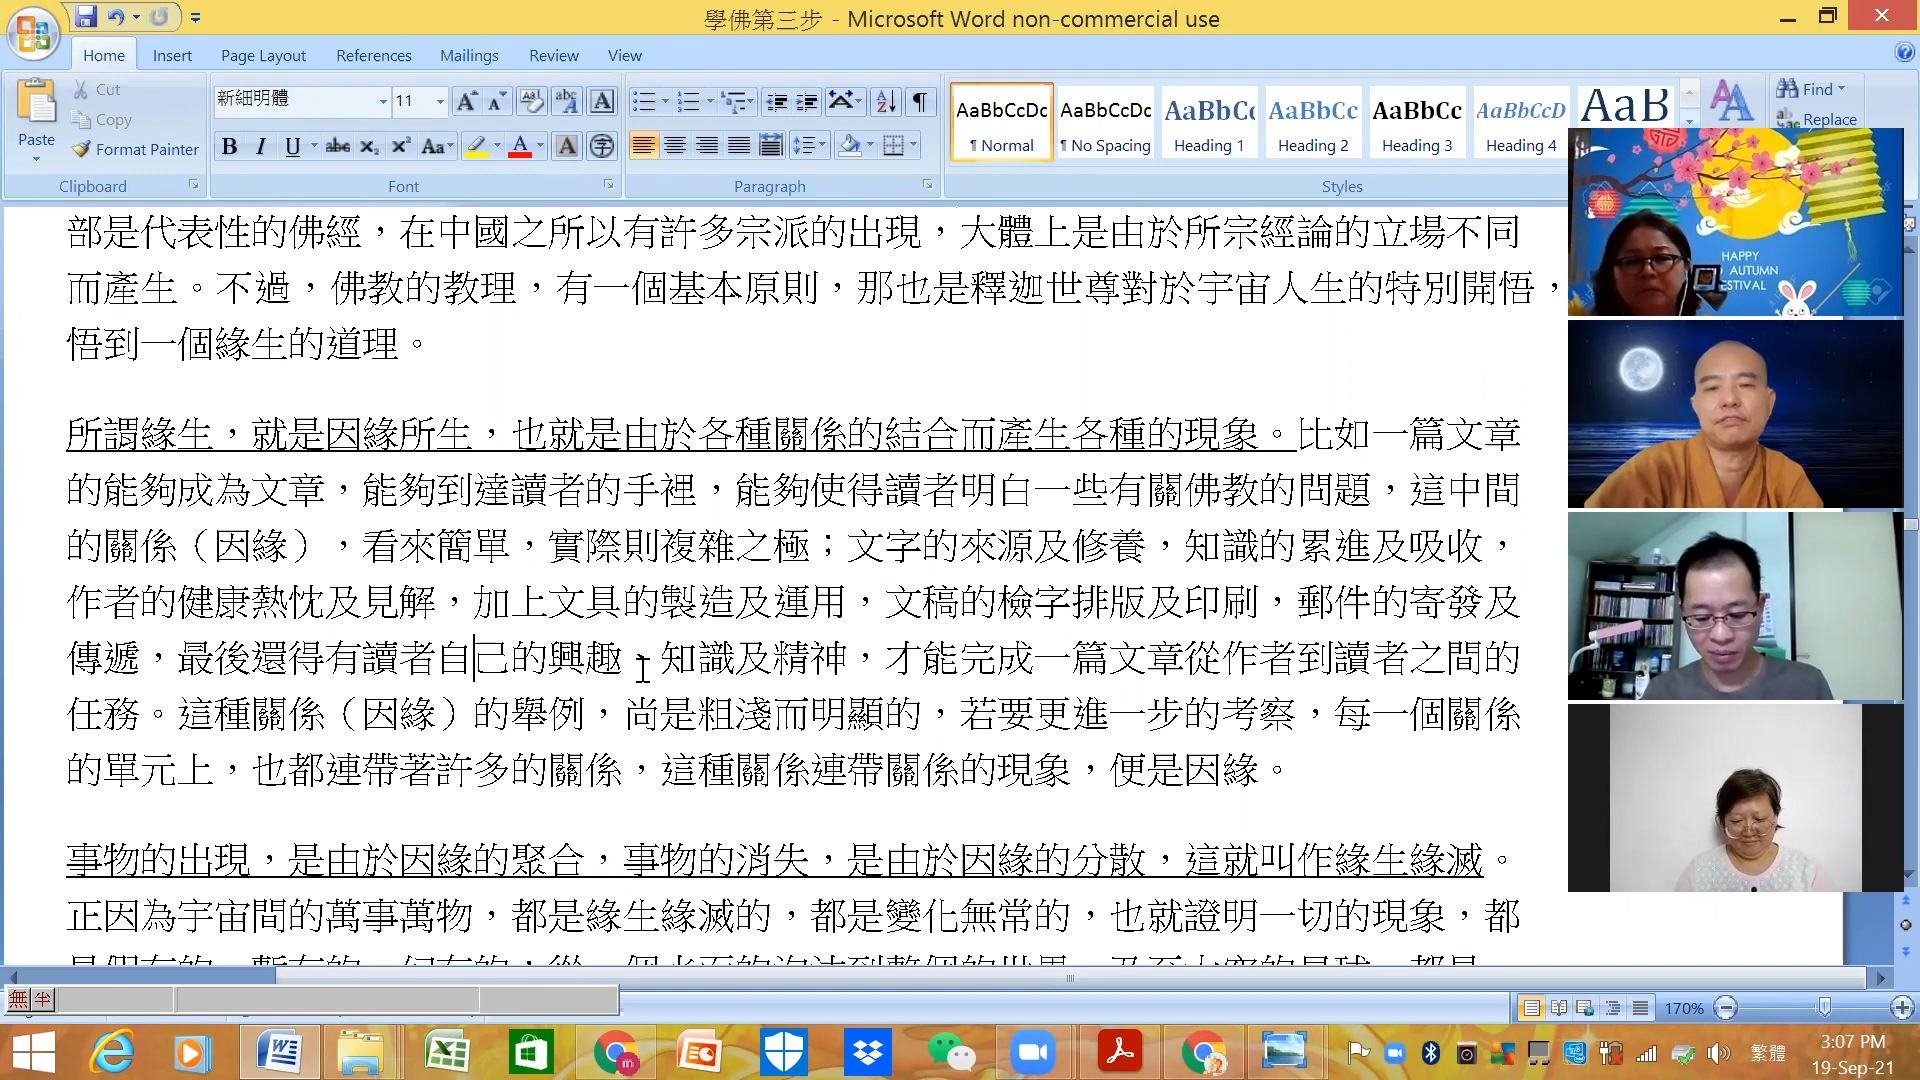 學佛第三步 - Microsoft Word non-commercial use
Home Insert Page Layout References Mailings Review View
Cut
Copy
Paste
Format Painter
新細明體 11
Find
Replace
AaBbCcDc AaBbCcDc AaBbCc AaBbCc AaBbCc AaBbCcD AaB
¶ Normal ¶ No Spacing Heading 1 Heading 2 Heading 3 Heading 4
Clipboard Font Paragraph Styles
部是代表性的佛經，在中國之所以有許多宗派的出現，大體上是由於所宗經論的立場不同
而產生。不過，佛教的教理，有一個基本原則，那也是釋迦世尊對於宇宙人生的特別開悟，
悟到一個緣生的道理。
所謂緣生，就是因緣所生，也就是由於各種關係的結合而產生各種的現象。比如一篇文章
的能夠成為文章，能夠到達讀者的手裡，能夠使得讀者明白一些有關佛教的問題，這中間
的關係（因緣），看來簡單，實際則複雜之極；文字的來源及修養，知識的累進及吸收，
作者的健康熱忱及見解，加上文具的製造及運用，文稿的檢字排版及印刷，郵件的寄發及
傳遞，最後還得有讀者自己的興趣、知識及精神，才能完成一篇文章從作者到讀者之間的
任務。這種關係（因緣）的舉例，尚是粗淺而明顯的，若要更進一步的考察，每一個關係
的單元上，也都連帶著許多的關係，這種關係連帶關係的現象，便是因緣。
事物的出現，是由於因緣的聚合，事物的消失，是由於因緣的分散，這就叫作緣生緣滅。
正因為宇宙間的萬事萬物，都是緣生緣滅的，都是變化無常的，也就證明一切的現象，都
HAPPY
AUTUMN
ESTIVAL
無半
170%
繁體
3:07 PM
19-Sep-21